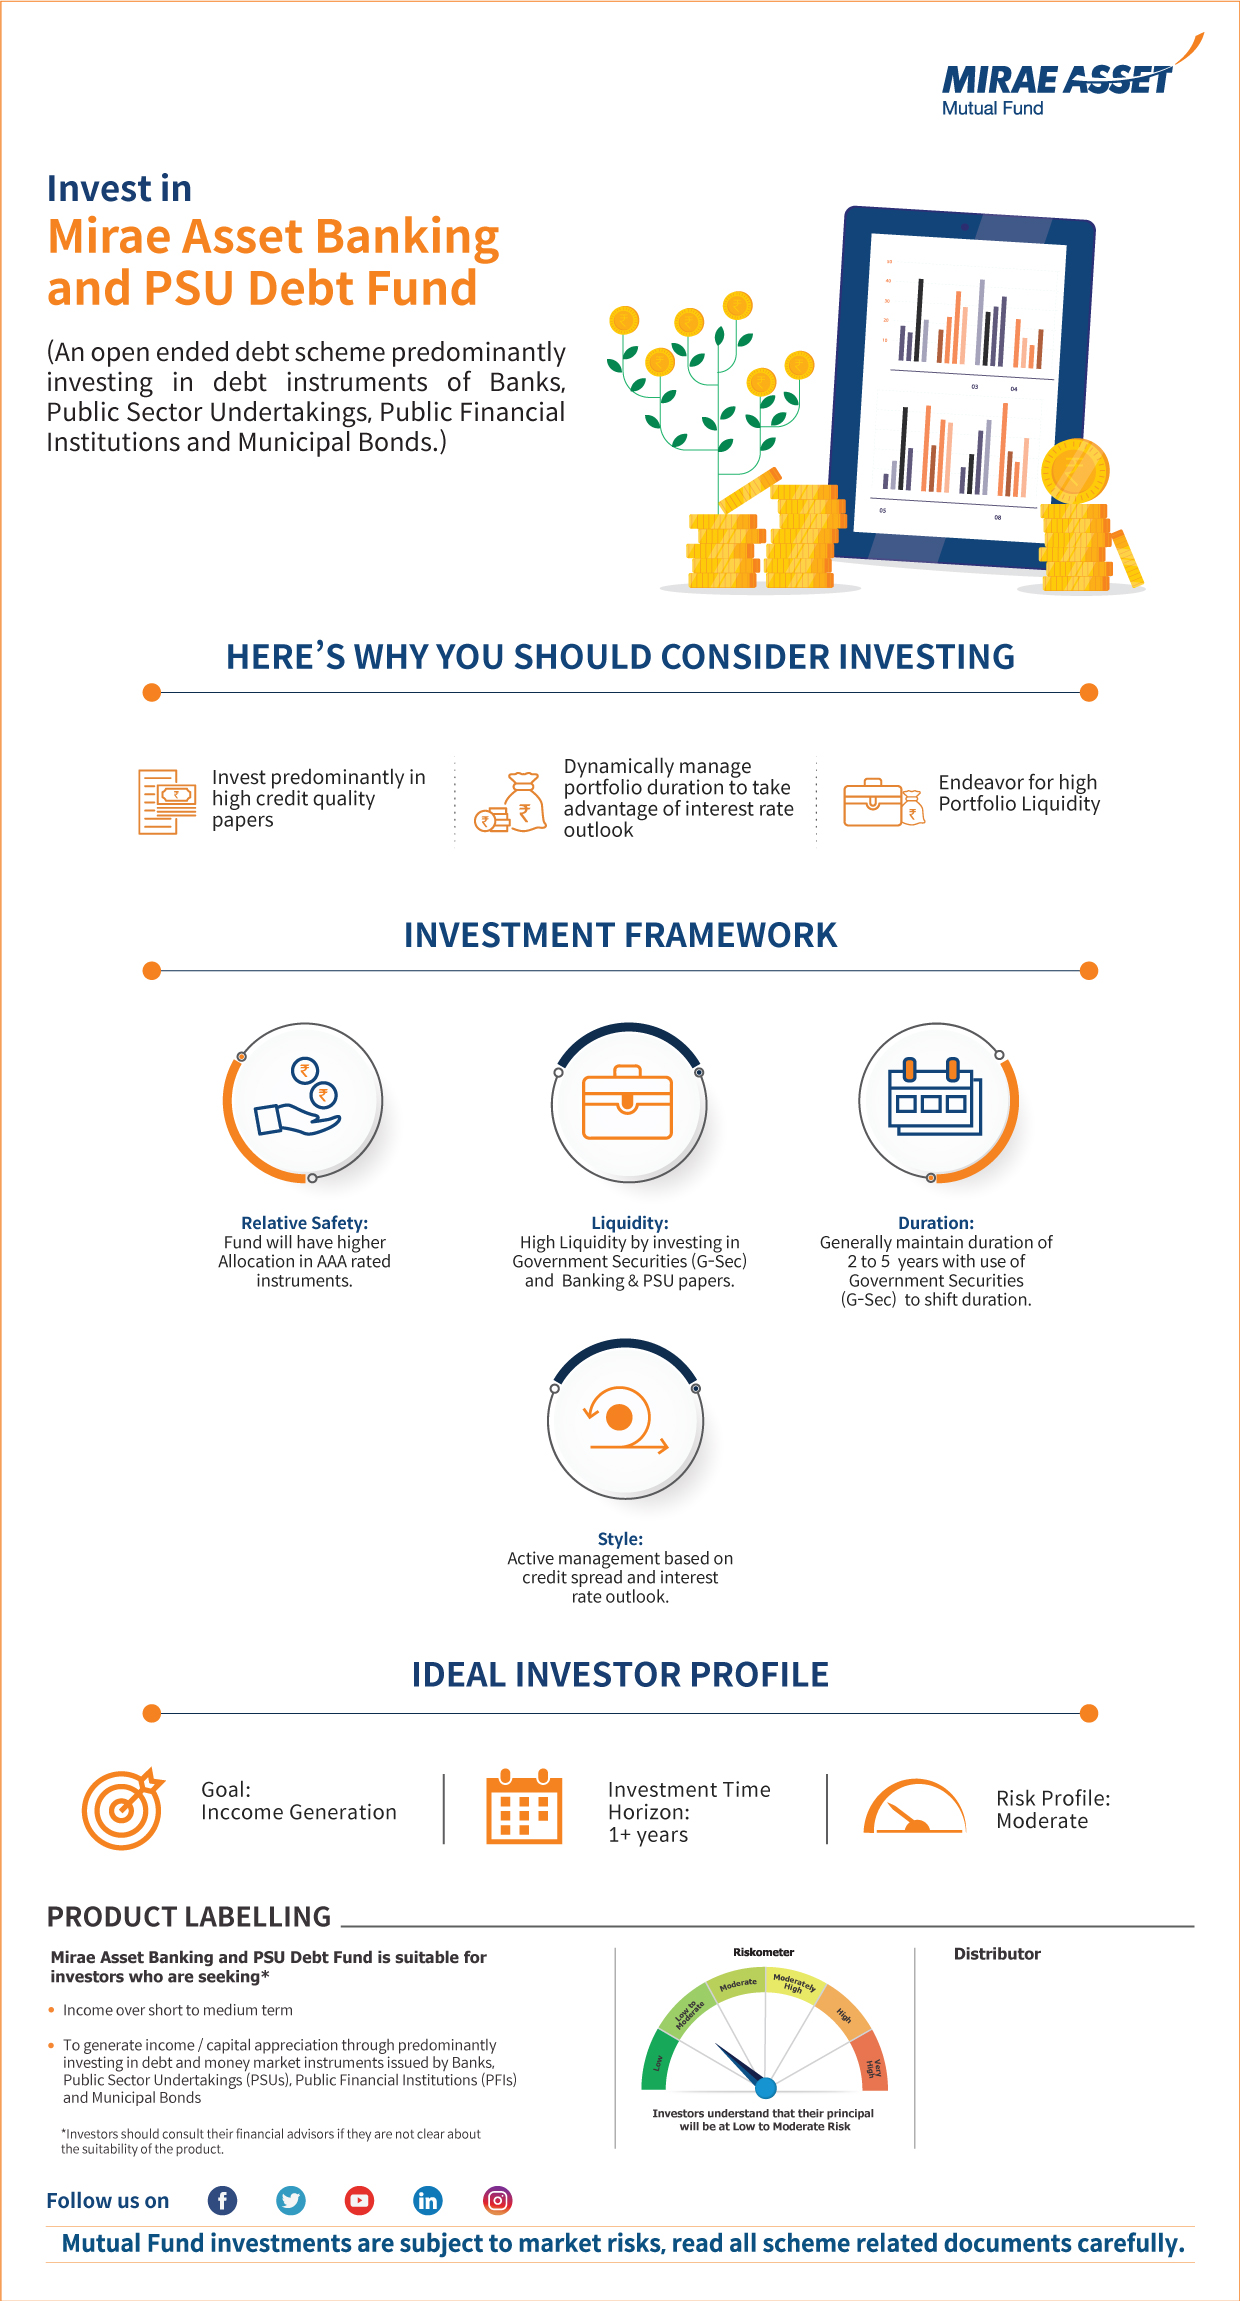 MIRAE ASSET
Mutual Fund
Invest in
Mirae Asset Banking
and PSU Debt Fund
(An open ended debt scheme predominantly
investing in debt instruments of Banks,
Public Sector Undertakings, Public Financial
Institutions and Municipal Bonds.)
50
40
30
20
10
03 04
05 08
HERE'S WHY YOU SHOULD CONSIDER INVESTING
Invest predominantly in
high credit quality
papers
Dynamically manage
portfolio duration to take
advantage of interest rate
outlook
Endeavor for high
Portfolio Liquidity
INVESTMENT FRAMEWORK
Relative Safety:
Fund will have higher
Allocation in AAA rated
instruments.
Liquidity:
High Liquidity by investing in
Government Securities (G-Sec)
and Banking & PSU papers.
Duration:
Generally maintain duration of
2 to 5 years with use of
Government Securities
(G-Sec) to shift duration.
Style:
Active management based on
credit spread and interest
rate outlook.
IDEAL INVESTOR PROFILE
Goal:
Inccome Generation
Investment Time
Horizon:
1+ years
Risk Profile:
Moderate
PRODUCT LABELLING
Mirae Asset Banking and PSU Debt Fund is suitable for
investors who are seeking*
• Income over short to medium term
• To generate income / capital appreciation through predominantly
investing in debt and money market instruments issued by Banks,
Public Sector Undertakings (PSUs), Public Financial Institutions (PFIs)
and Municipal Bonds
*Investors should consult their financial advisors if they are not clear about
the suitability of the product.
Riskometer
Low
Low to
Moderate
Moderate
Moderately
High
High
Very
High
Investors understand that their principal
will be at Low to Moderate Risk
Distributor
Follow us on
Mutual Fund investments are subject to market risks, read all scheme related documents carefully.